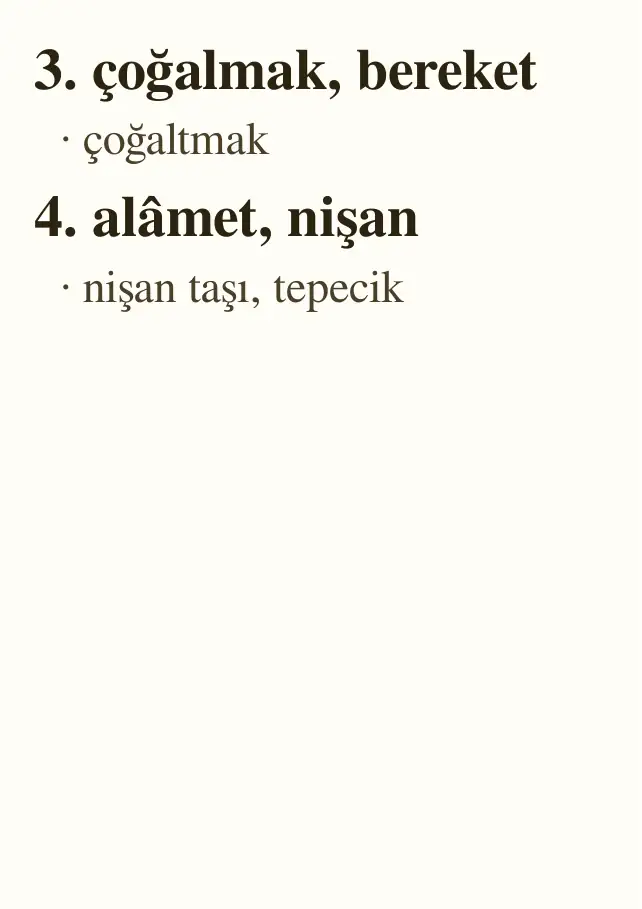 3. çoğalmak, bereket
· çoğaltmak
4. alâmet, nişan
· nişan taşı, tepecik